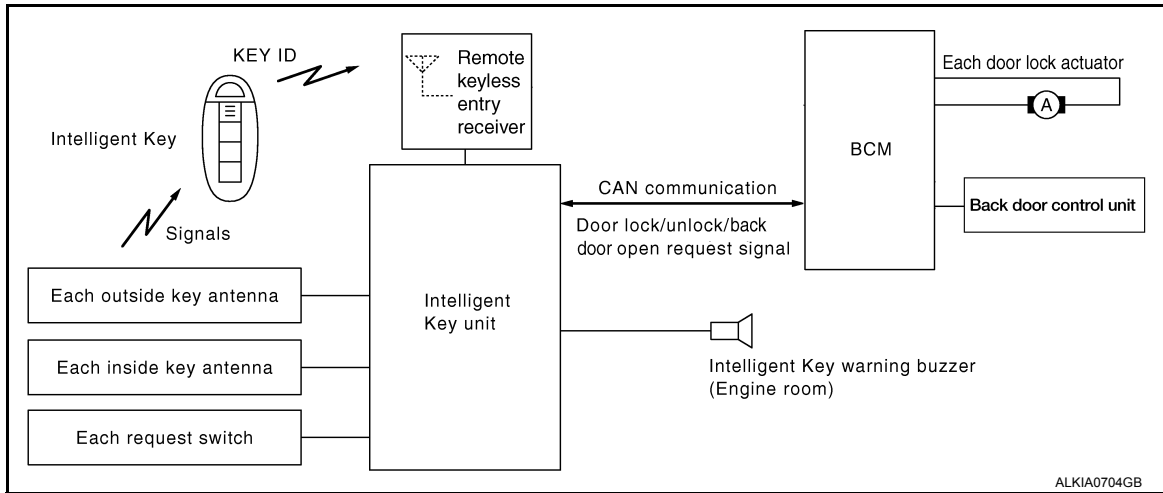 KEY ID
Remote
keyless
entry
receiver
Intelligent Key
Signals
Each outside key antenna
Each inside key antenna
Each request switch
Intelligent
Key unit
CAN communication
Door lock/unlock/back
door open request signal
BCM
Each door lock actuator
A
Back door control unit
Intelligent Key warning buzzer
(Engine room)
ALKIA0704GB